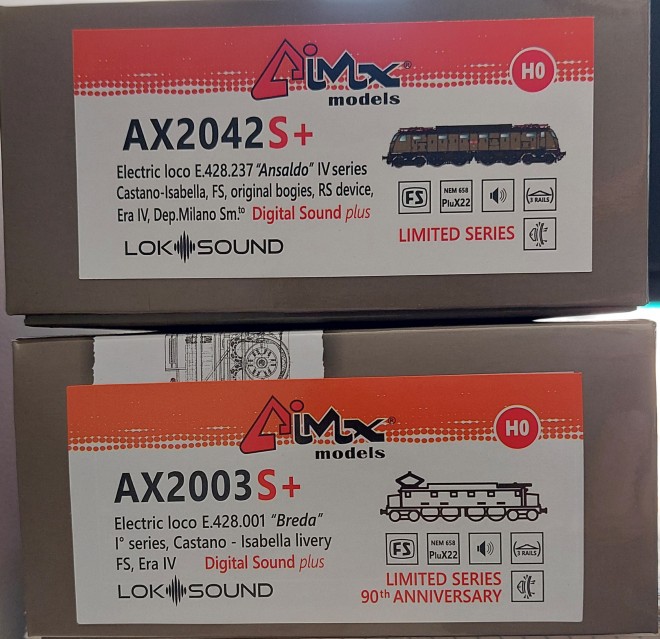 AimX®
models
H0
AX2042S+
Electric loco E.428.237 "Ansaldo" IV series
Castano-Isabella, FS, original bogies, RS device,
Era IV, Dep.Milano Sm.to Digital Sound plus
LOKSOUND
FS
NEM 658
PluX22
3 RAILS
LIMITED SERIES
AimX®
models
H0
AX2003S+
Electric loco E.428.001 "Breda"
I° series, Castano - Isabella livery
FS, Era IV Digital Sound plus
LOKSOUND
FS
NEM 658
PluX22
3 RAILS
LIMITED SERIES
90th ANNIVERSARY